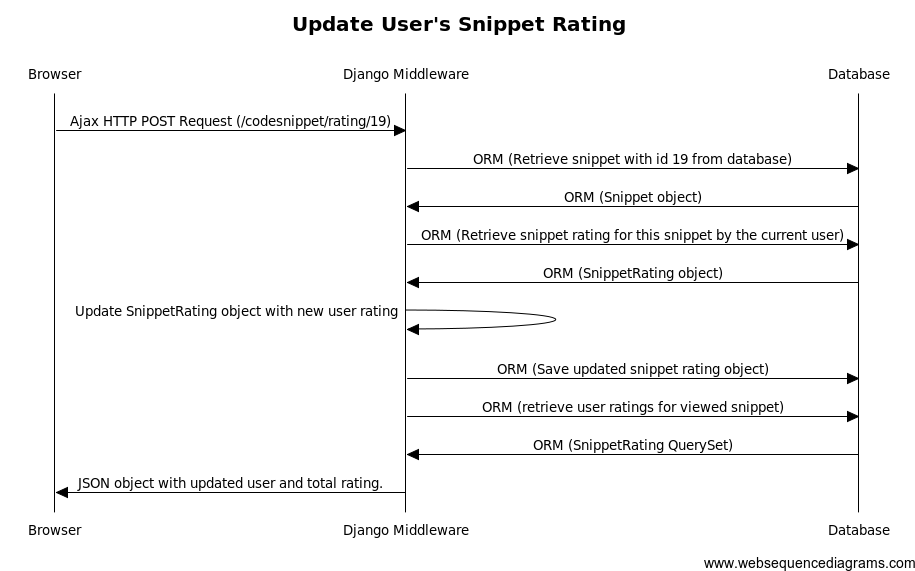 Update User's Snippet Rating
Browser
Django Middleware
Database
Ajax HTTP POST Request (/codesnippet/rating/19)
ORM (Retrieve snippet with id 19 from database)
ORM (Snippet object)
ORM (Retrieve snippet rating for this snippet by the current user)
ORM (SnippetRating object)
Update SnippetRating object with new user rating
ORM (Save updated snippet rating object)
ORM (retrieve user ratings for viewed snippet)
ORM (SnippetRating QuerySet)
JSON object with updated user and total rating.
Browser
Django Middleware
Database
www.websequencediagrams.com